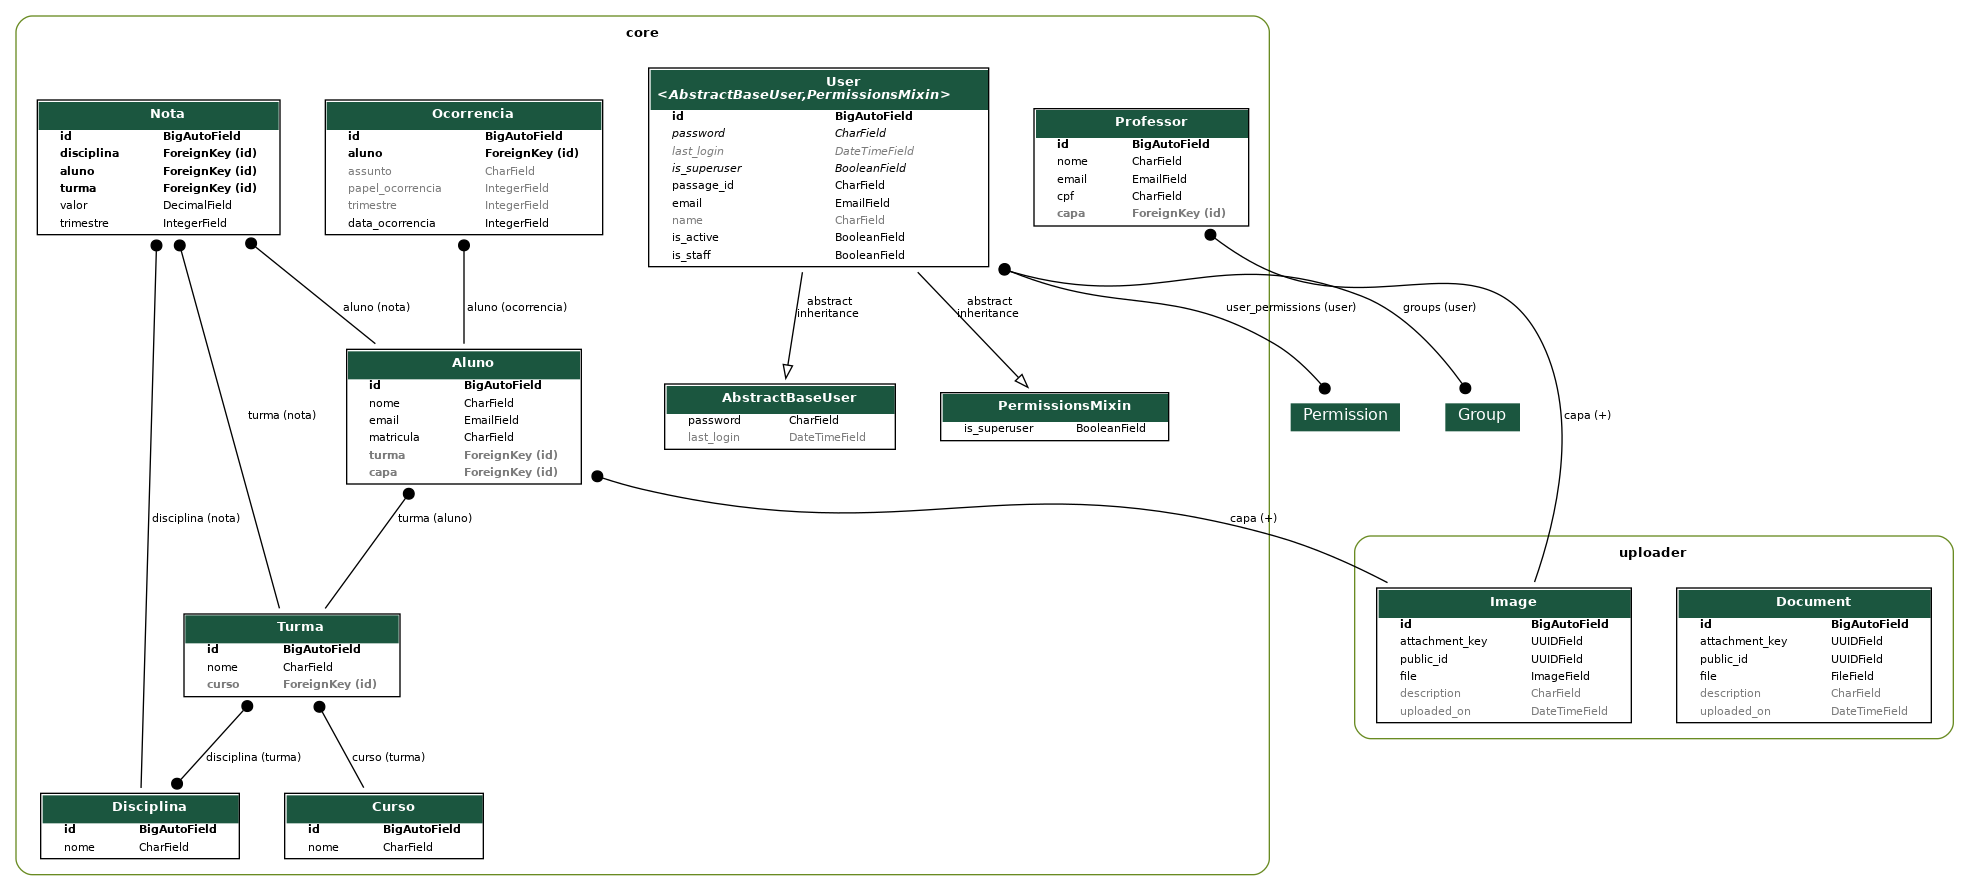 core
Nota
id BigAutoField
disciplina ForeignKey (id)
aluno ForeignKey (id)
turma ForeignKey (id)
valor DecimalField
trimestre IntegerField
Ocorrencia
id BigAutoField
aluno ForeignKey (id)
assunto CharField
papel_ocorrencia IntegerField
trimestre IntegerField
data_ocorrencia IntegerField
User
<AbstractBaseUser,PermissionsMixin>
id BigAutoField
password CharField
last_login DateTimeField
is_superuser BooleanField
passage_id CharField
email EmailField
name CharField
is_active BooleanField
is_staff BooleanField
Professor
id BigAutoField
nome CharField
email EmailField
cpf CharField
capa ForeignKey (id)
aluno (nota)
aluno (ocorrencia)
abstract
inheritance
abstract
inheritance
user_permissions (user)
groups (user)
Aluno
id BigAutoField
nome CharField
email EmailField
matricula CharField
turma ForeignKey (id)
capa ForeignKey (id)
AbstractBaseUser
password CharField
last_login DateTimeField
PermissionsMixin
is_superuser BooleanField
Permission
Group
turma (nota)
capa (+)
disciplina (nota)
turma (aluno)
capa (+)
uploader
Image
id BigAutoField
attachment_key UUIDField
public_id UUIDField
file ImageField
description CharField
uploaded_on DateTimeField
Document
id BigAutoField
attachment_key UUIDField
public_id UUIDField
file FileField
description CharField
uploaded_on DateTimeField
Turma
id BigAutoField
nome CharField
curso ForeignKey (id)
disciplina (turma)
curso (turma)
Disciplina
id BigAutoField
nome CharField
Curso
id BigAutoField
nome CharField